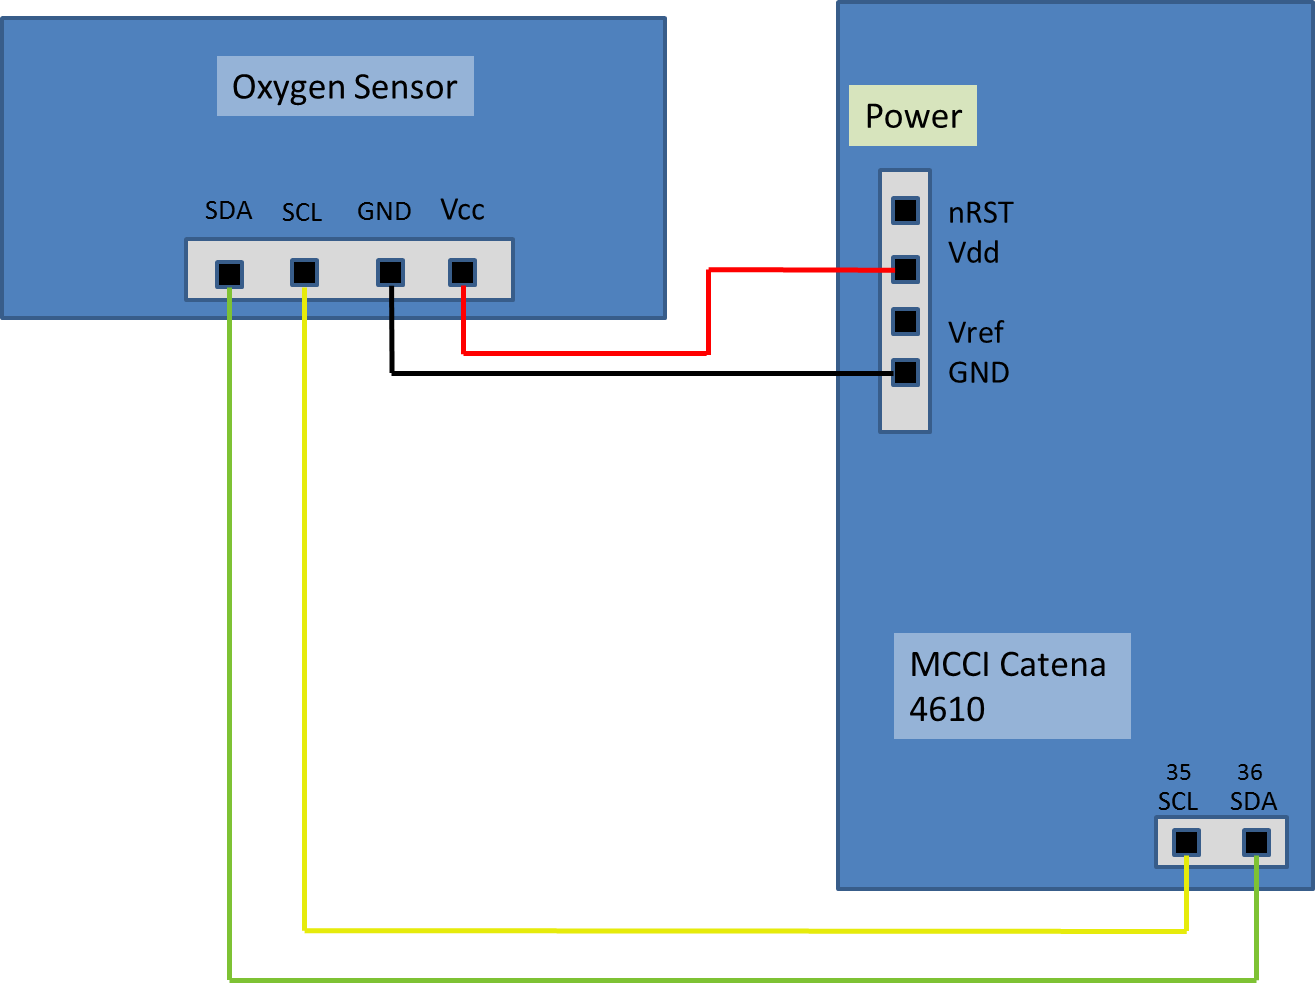 Oxygen Sensor
SDA SCL GND Vcc
Power
nRST
Vdd
Vref
GND
MCCI Catena
4610
35 36
SCL SDA